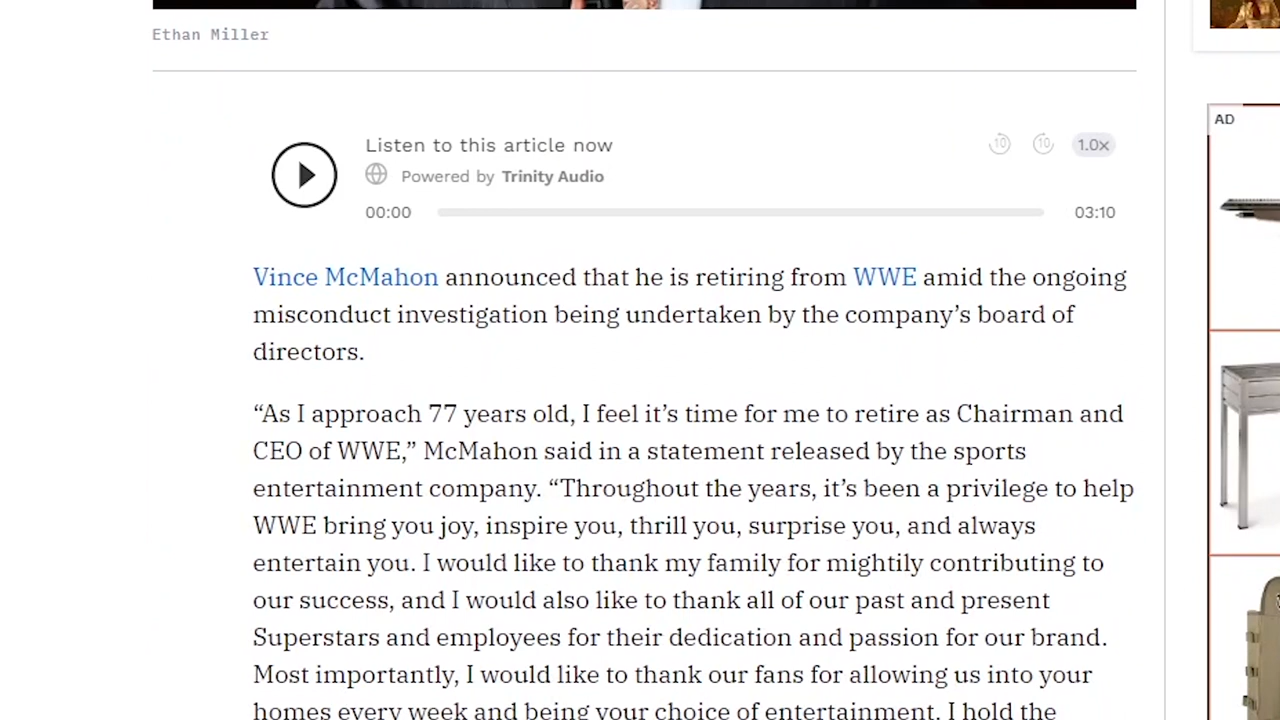 Ethan Miller
AD
Listen to this article now
10 10 1.0x
Powered by Trinity Audio
00:00 03:10
Vince McMahon announced that he is retiring from WWE amid the ongoing
misconduct investigation being undertaken by the company’s board of
directors.
“As I approach 77 years old, I feel it’s time for me to retire as Chairman and
CEO of WWE,” McMahon said in a statement released by the sports
entertainment company. “Throughout the years, it’s been a privilege to help
WWE bring you joy, inspire you, thrill you, surprise you, and always
entertain you. I would like to thank my family for mightily contributing to
our success, and I would also like to thank all of our past and present
Superstars and employees for their dedication and passion for our brand.
Most importantly, I would like to thank our fans for allowing us into your
homes every week and being your choice of entertainment. I hold the